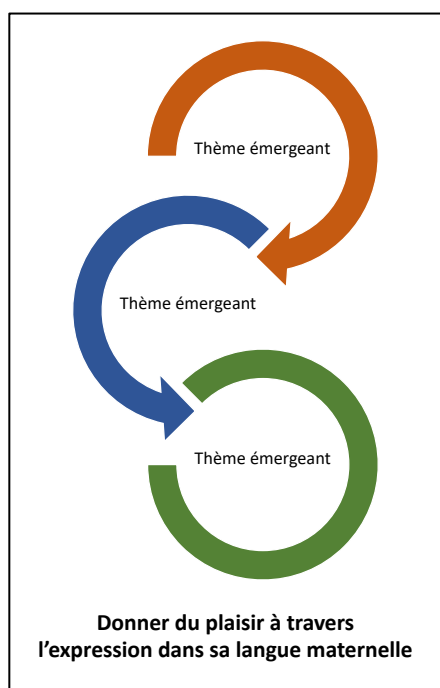 Thème émergeant
Thème émergeant
Thème émergeant
Donner du plaisir à travers
l’expression dans sa langue maternelle